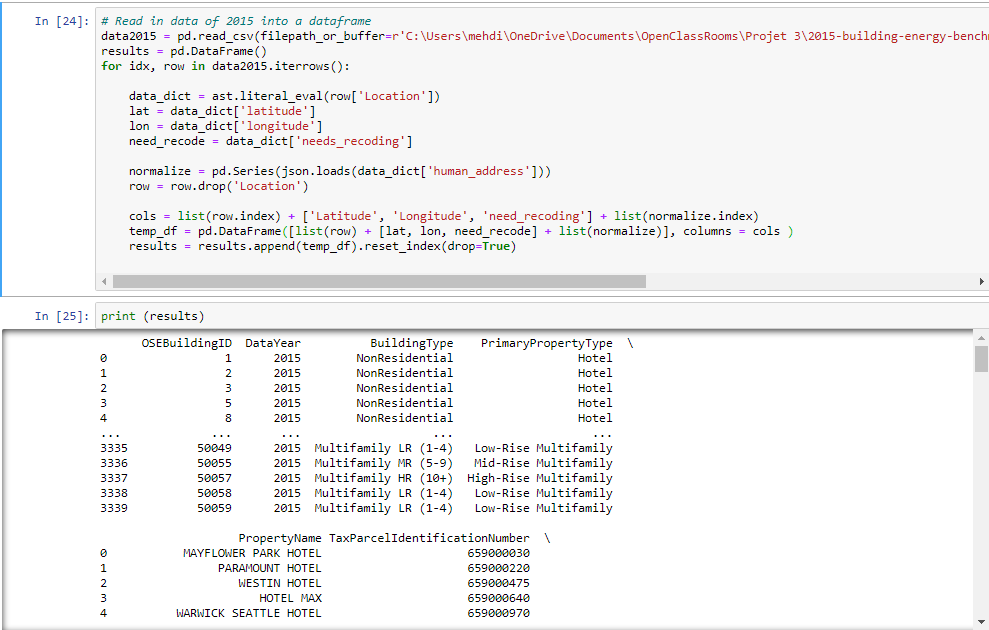 In [24]:
# Read in data of 2015 into a dataframe
data2015 = pd.read_csv(filepath_or_buffer=r'C:\Users\mehdi\OneDrive\Documents\OpenClassRooms\Projet 3\2015-building-energy-bench
results = pd.DataFrame()
for idx, row in data2015.iterrows():
    data_dict = ast.literal_eval(row['Location'])
    lat = data_dict['latitude']
    lon = data_dict['longitude']
    need_recode = data_dict['needs_recoding']
    normalize = pd.Series(json.loads(data_dict['human_address']))
    row = row.drop('Location')
    cols = list(row.index) + ['Latitude', 'Longitude', 'need_recoding'] + list(normalize.index)
    temp_df = pd.DataFrame([list(row) + [lat, lon, need_recode] + list(normalize)], columns = cols )
    results = results.append(temp_df).reset_index(drop=True)
In [25]: print (results)
OSEBuildingID DataYear BuildingType PrimaryPropertyType \
0 1 2015 NonResidential Hotel
1 2 2015 NonResidential Hotel
2 3 2015 NonResidential Hotel
3 5 2015 NonResidential Hotel
4 8 2015 NonResidential Hotel
... ... ... ... ...
3335 50049 2015 Multifamily LR (1-4) Low-Rise Multifamily
3336 50055 2015 Multifamily MR (5-9) Mid-Rise Multifamily
3337 50057 2015 Multifamily HR (10+) High-Rise Multifamily
3338 50058 2015 Multifamily LR (1-4) Low-Rise Multifamily
3339 50059 2015 Multifamily LR (1-4) Low-Rise Multifamily
PropertyName TaxParcelIdentificationNumber \
0 MAYFLOWER PARK HOTEL 659000030
1 PARAMOUNT HOTEL 659000220
2 WESTIN HOTEL 659000475
3 HOTEL MAX 659000640
4 WARWICK SEATTLE HOTEL 659000970